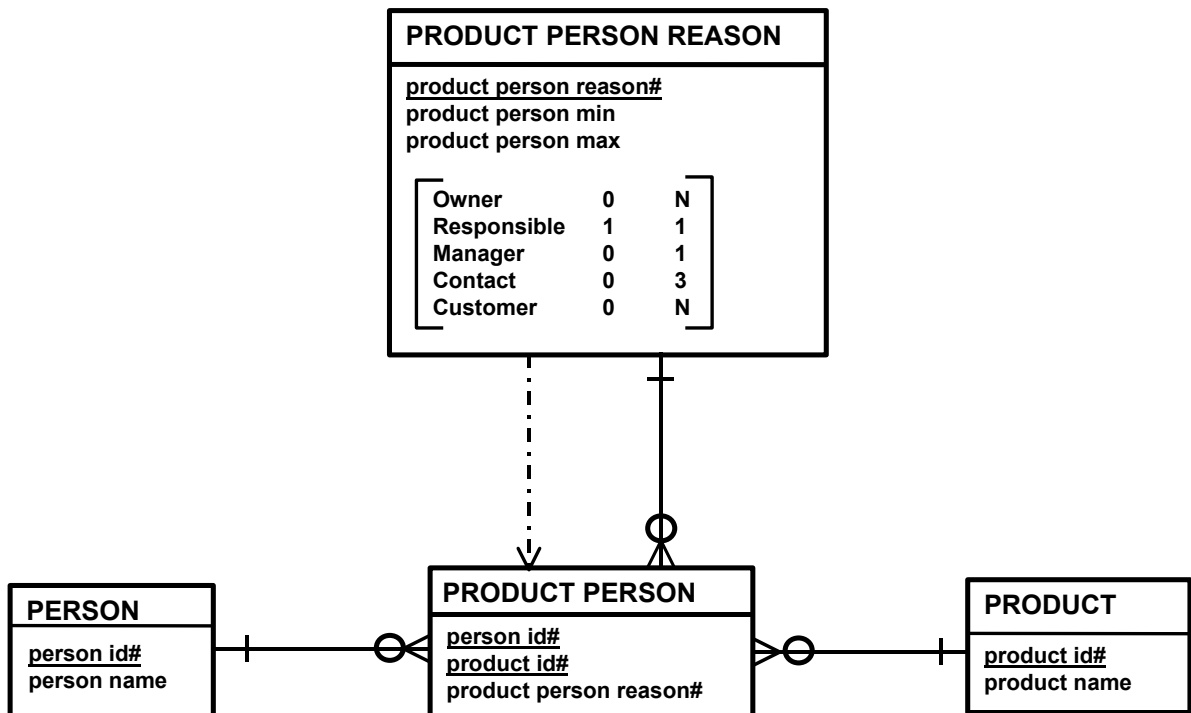 PRODUCT PERSON REASON
product person reason#
product person min
product person max
Owner 0 N
Responsible 1 1
Manager 0 1
Contact 0 3
Customer 0 N
PERSON
person id#
person name
PRODUCT PERSON
person id#
product id#
product person reason#
PRODUCT
product id#
product name